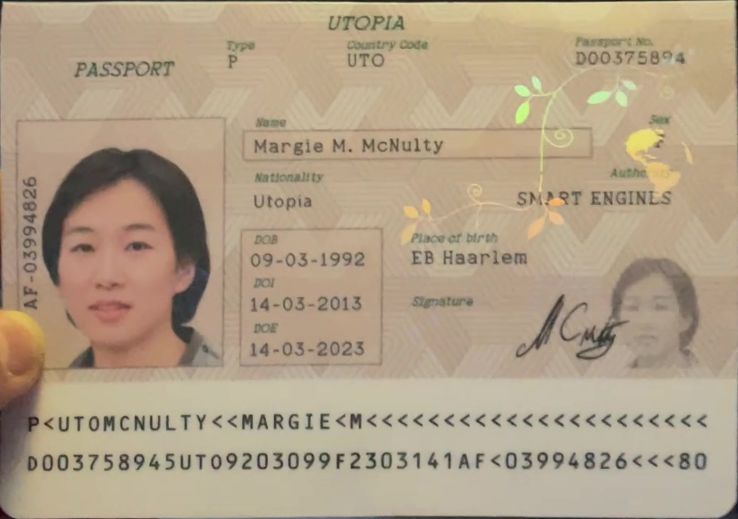 UTOPIA
PASSPORT
Type
P
Country Code
UTO
Passport No.
D00375894
Name
Margie M. McNulty
Sex
F
Nationality
Utopia
SMART ENGINES
AF-03994826
DOB
09-03-1992
Place of birth
EB Haarlem
DOI
14-03-2013
Signature
DOE
14-03-2023
P<UTOMCNULTY<<MARGIE<M<<<<<<<<<<<<<<<<<<<<<<
D003758945UTO9203099F2303141AF<03994826<<<80